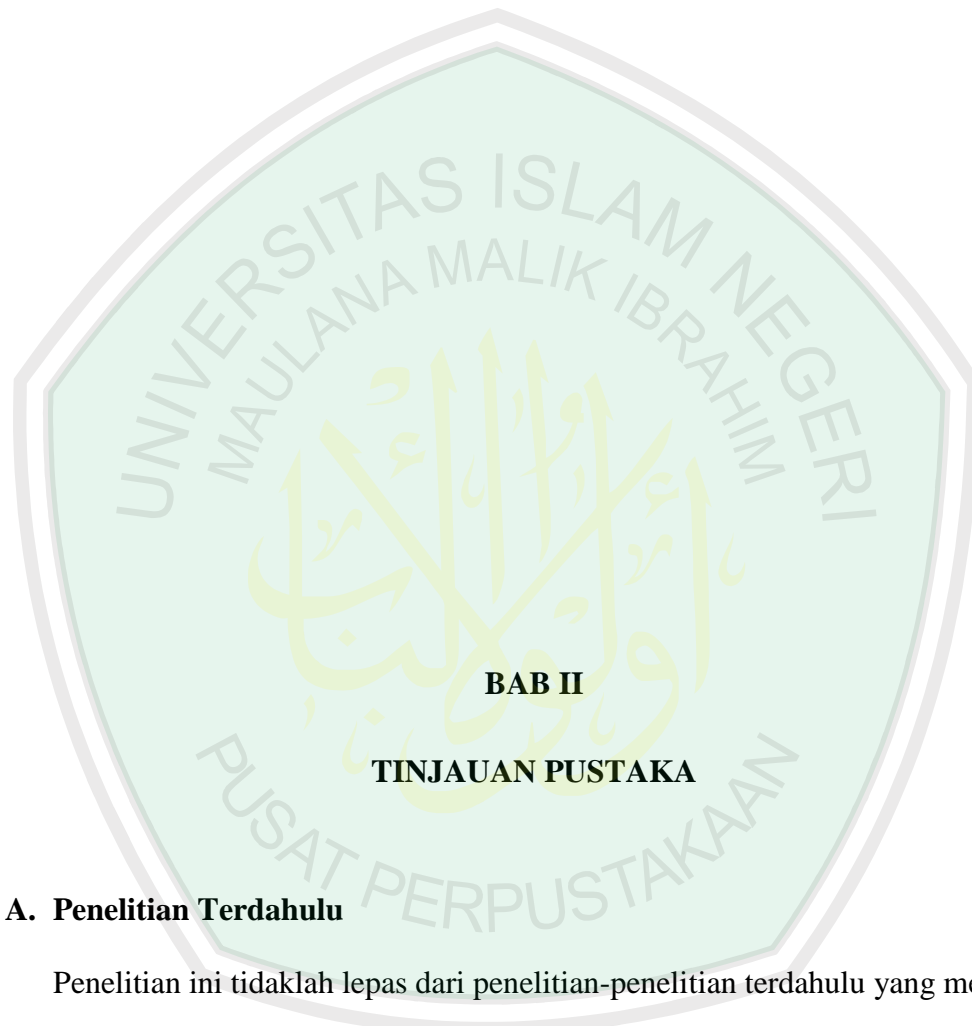 UNIVERSITAS ISLAM NEGERI
MAULANA MALIK IBRAHIM
BAB II
TINJAUAN PUSTAKA
PUSAT PERPUSTAKAAN
A. Penelitian Terdahulu
Penelitian ini tidaklah lepas dari penelitian-penelitian terdahulu yang